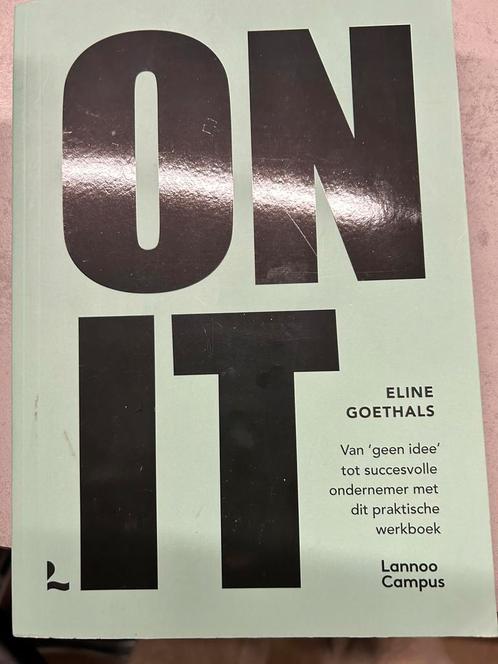 ON
IT
ELINE
GOETHALS
Van ‘geen idee’
tot succesvolle
ondernemer met
dit praktische
werkboek
Lannoo
Campus